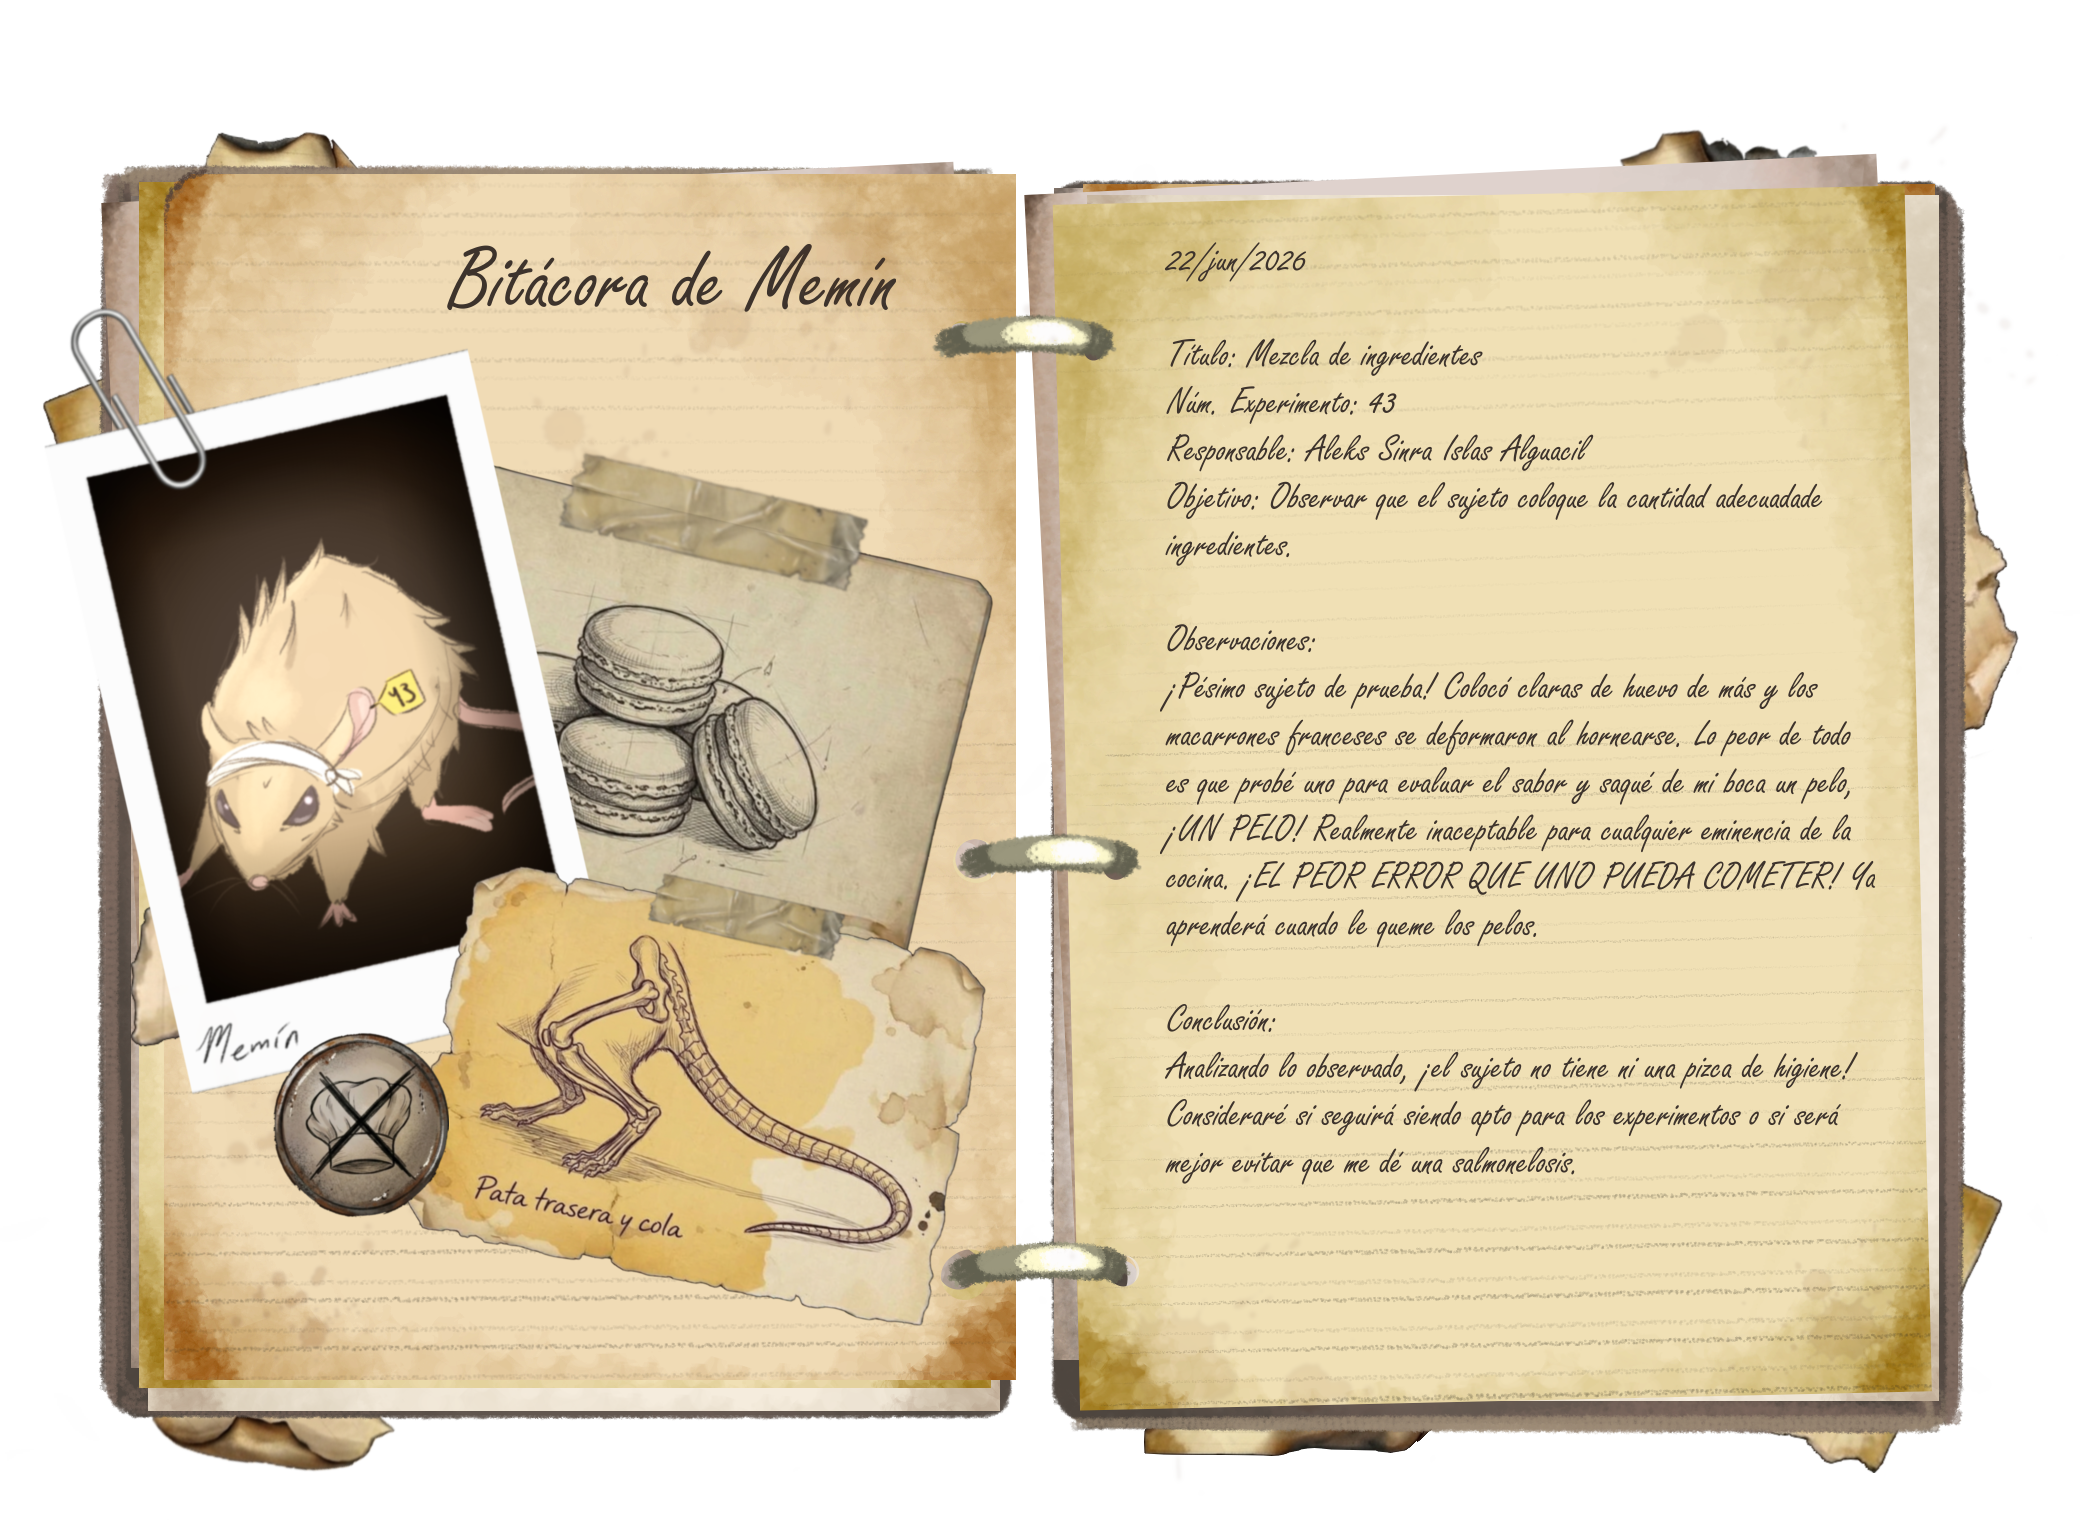 Bitácora de Memín
43
Memín
Pata trasera y cola
22/jun/2026
Título: Mezcla de ingredientes
Núm. Experimento: 43
Responsable: Aleks Sinra Islas Alguacil
Objetivo: Observar que el sujeto coloque la cantidad adecuadade
ingredientes.
Observaciones:
¡Pésimo sujeto de prueba! Colocó claras de huevo de más y los
macarrones franceses se deformaron al hornearse. Lo peor de todo
es que probé uno para evaluar el sabor y saqué de mi boca un pelo,
¡UN PELO! Realmente inaceptable para cualquier eminencia de la
cocina. ¡EL PEOR ERROR QUE UNO PUEDA COMETER! Ya
aprenderá cuando le queme los pelos.
Conclusión:
Analizando lo observado, ¡el sujeto no tiene ni una pizca de higiene!
Consideraré si seguirá siendo apto para los experimentos o si será
mejor evitar que me dé una salmonelosis.